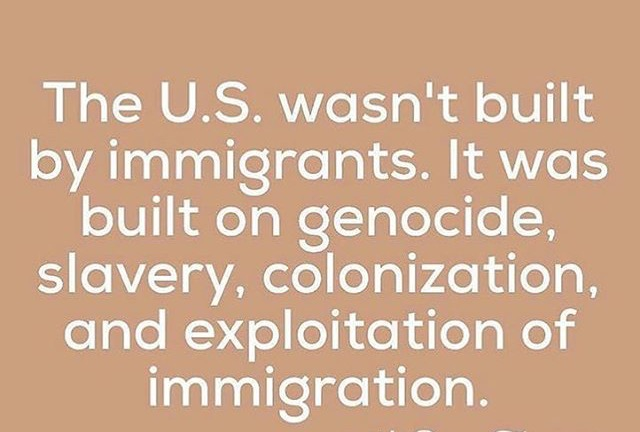 The U.S. wasn't built
by immigrants. It was
built on genocide,
slavery, colonization,
and exploitation of
immigration.